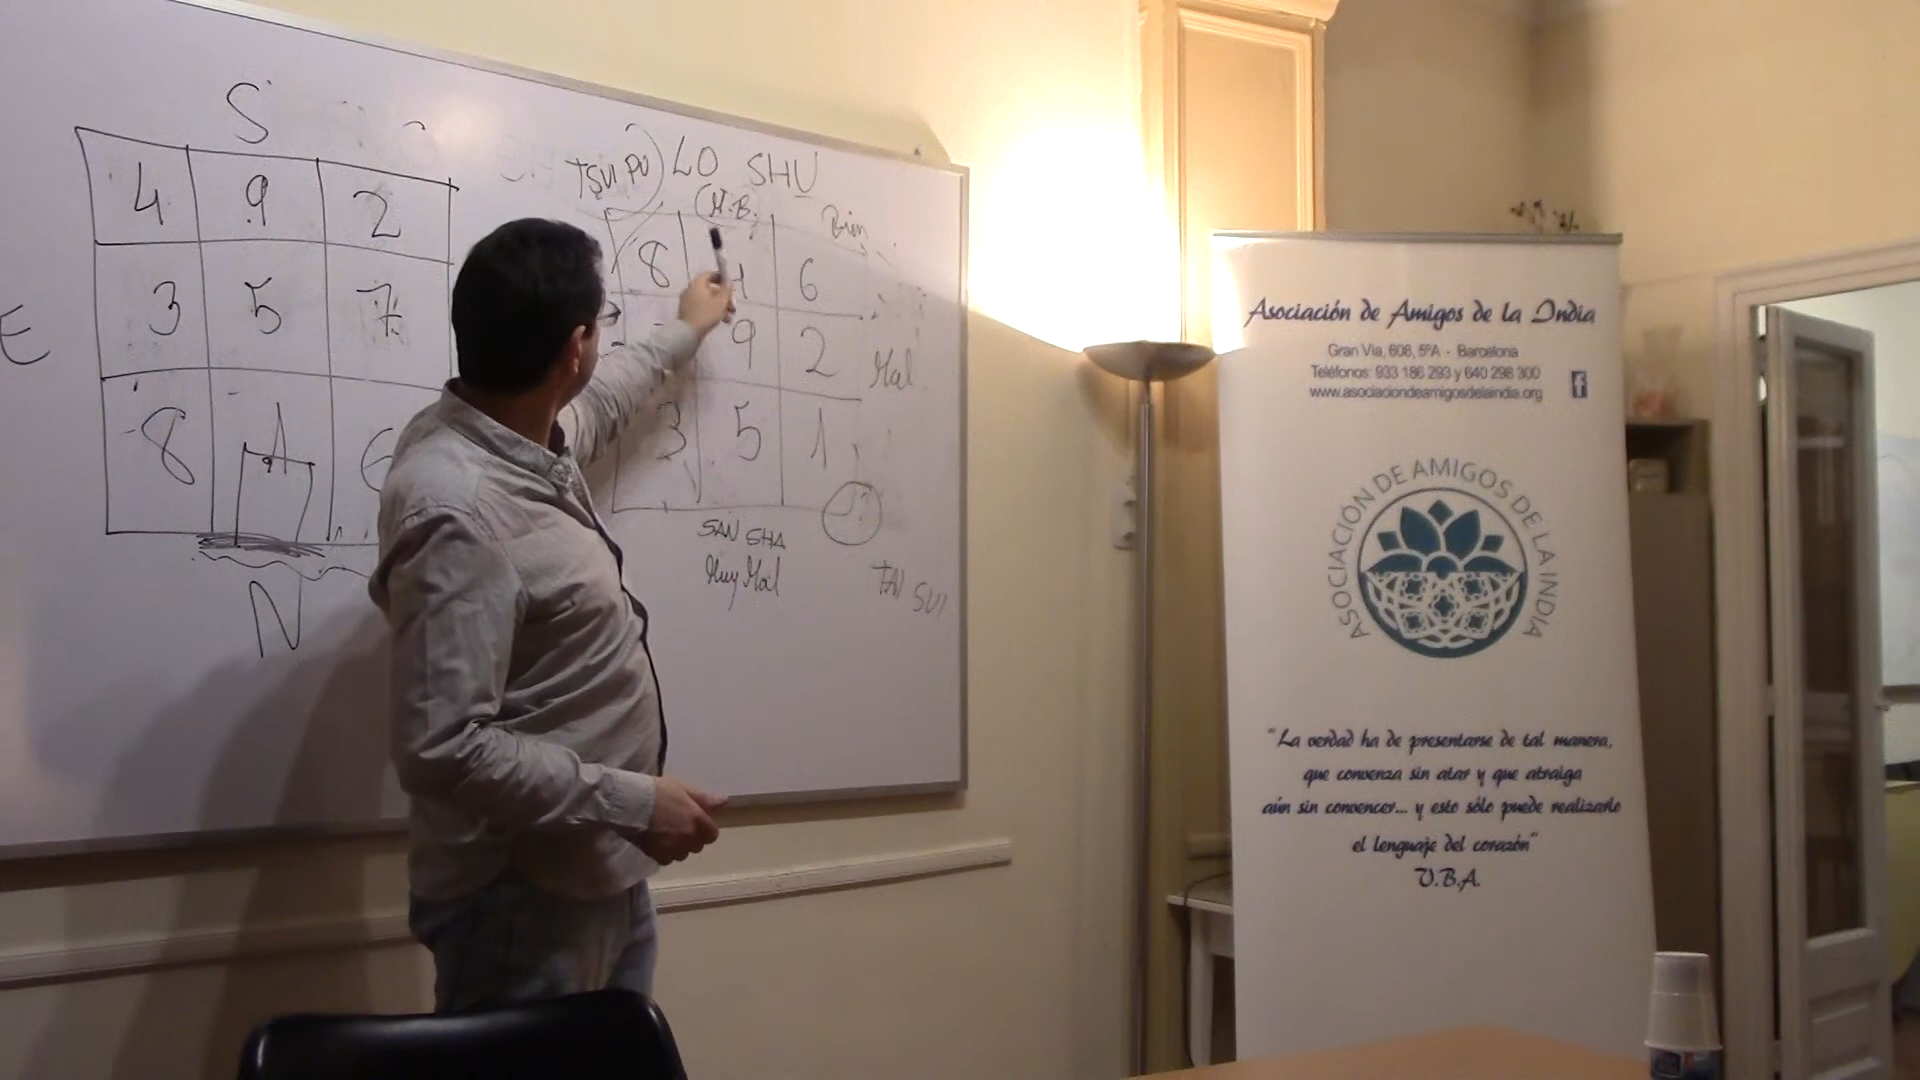 S
4 9 2
E 3 5 7
8 1 6
N
TSUI PO
LO SHU
(M.B.)
Bien
8 4 6
9 2
Mal
3 5 1
SAN SHA
Muy Mal
TAI SUI
Asociación de Amigos de la India
Gran Vía, 608, 5ºA - Barcelona
Teléfonos: 933 186 293 y 640 298 300
www.asociaciondeamigosdelaindia.org
f
ASOCIACIÓN DE AMIGOS DE LA INDIA
"La verdad ha de presentarse de tal manera,
que convenza sin atar y que atraiga
aún sin convencer... y esto sólo puede realizarlo
el lenguaje del corazón"
V.B.A.